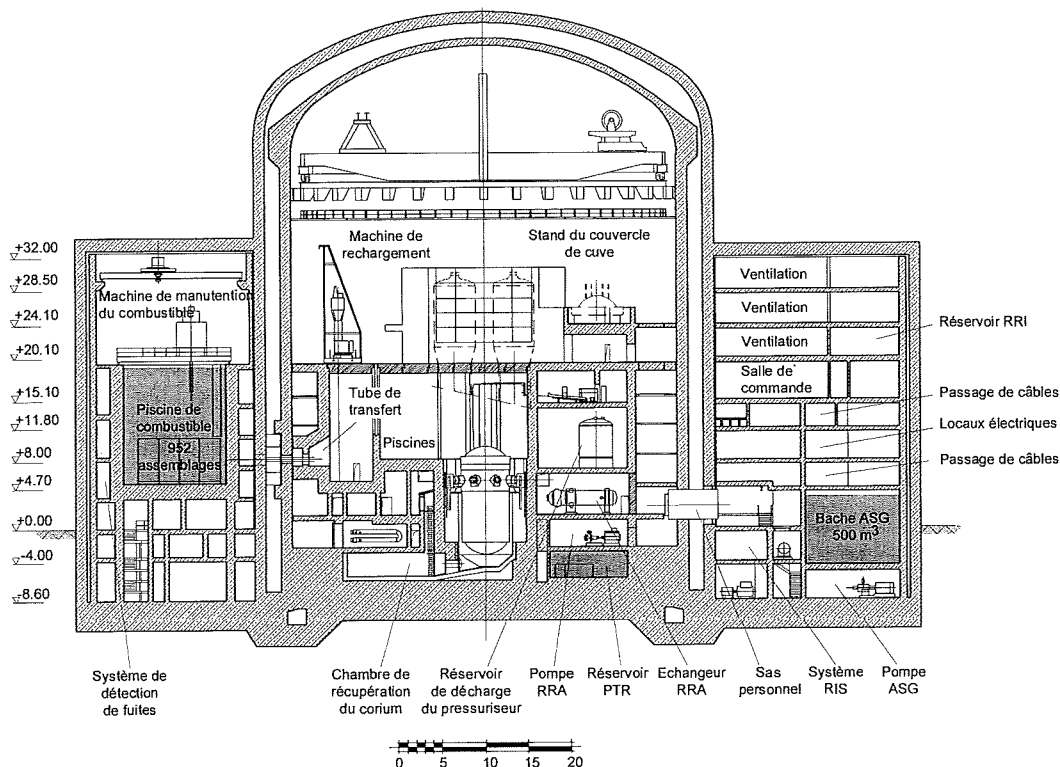 +32.00
+28.50
+24.10
+20.10
+15.10
+11.80
+8.00
+4.70
+0.00
-4.00
-8.60
Machine de manutention
du combustible
Piscine de
combustible
952
assemblages
Machine de
rechargement
Stand du couvercle
de cuve
Tube de
transfert
Piscines
Ventilation
Ventilation
Ventilation
Salle de
commande
Bache ASG
500 m³
Réservoir RRI
Passage de câbles
Locaux électriques
Passage de câbles
Système de
détection
de fuites
Chambre de
récupération
du corium
Réservoir
de décharge
du pressuriseur
Pompe
RRA
Réservoir
PTR
Echangeur
RRA
Sas
personnel
Système
RIS
Pompe
ASG
0 5 10 15 20